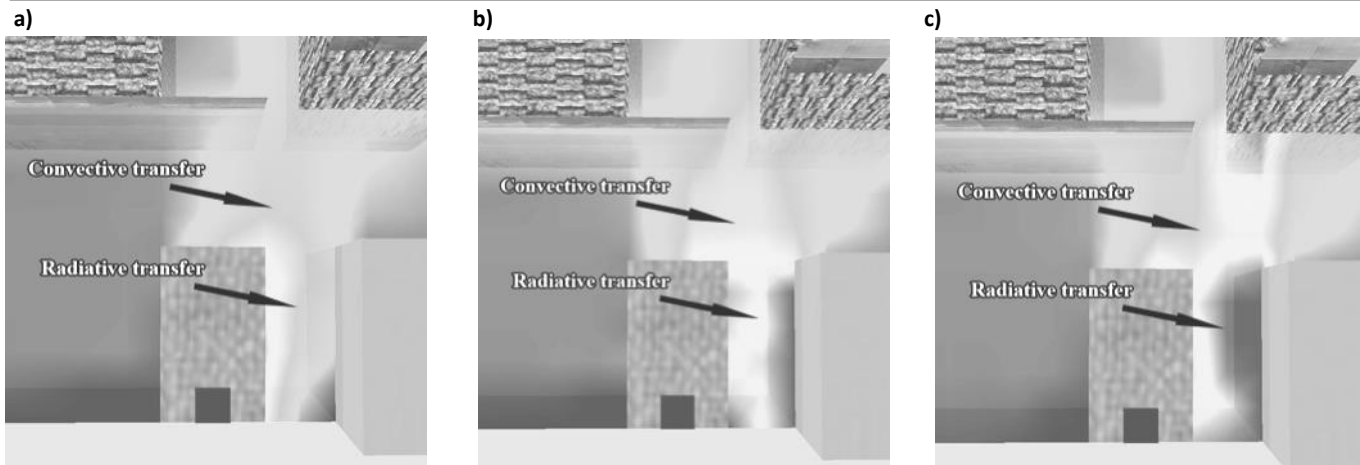 a)
Convective transfer
Radiative transfer
b)
Convective transfer
Radiative transfer
c)
Convective transfer
Radiative transfer